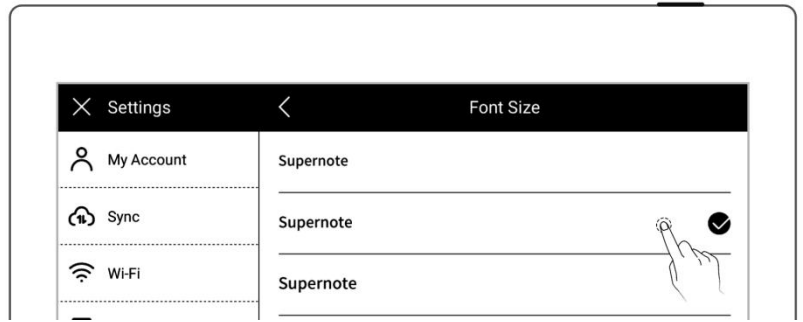 Settings
Font Size
My Account
Supernote
Sync
Supernote
Wi-Fi
Supernote